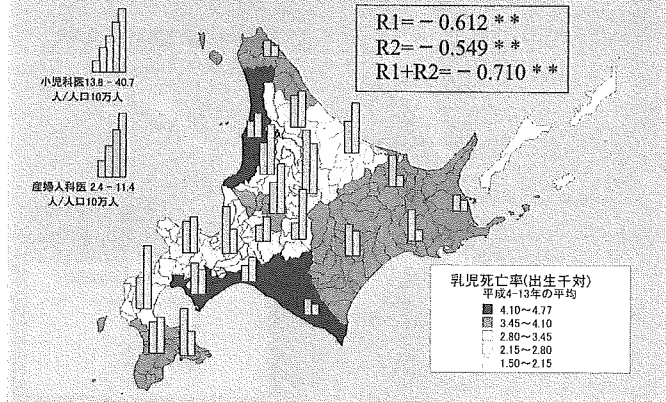 小児科医13.8 - 40.7
人/人口10万人
産婦人科医 2.4 - 11.4
人/人口10万人
R1=－0.612 * *
R2=－0.549 * *
R1+R2=－0.710 * *
乳児死亡率(出生千対)
平成4-13年の平均
4.10～4.77
3.45～4.10
2.80～3.45
2.15～2.80
1.50～2.15